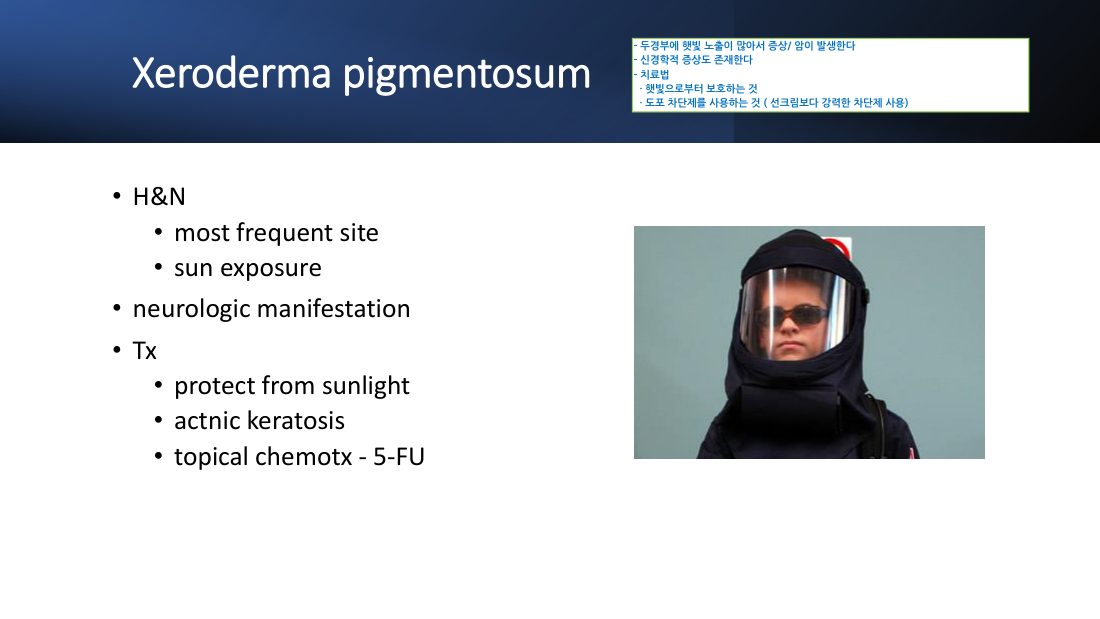 Xeroderma pigmentosum
- 두경부에 햇빛 노출이 많아서 증상/ 암이 발생한다
- 신경학적 증상도 존재한다
- 치료법
· 햇빛으로부터 보호하는 것
· 도포 차단제를 사용하는 것 ( 선크림보다 강력한 차단제 사용)
• H&N
• most frequent site
• sun exposure
• neurologic manifestation
• Tx
• protect from sunlight
• actnic keratosis
• topical chemotx - 5-FU